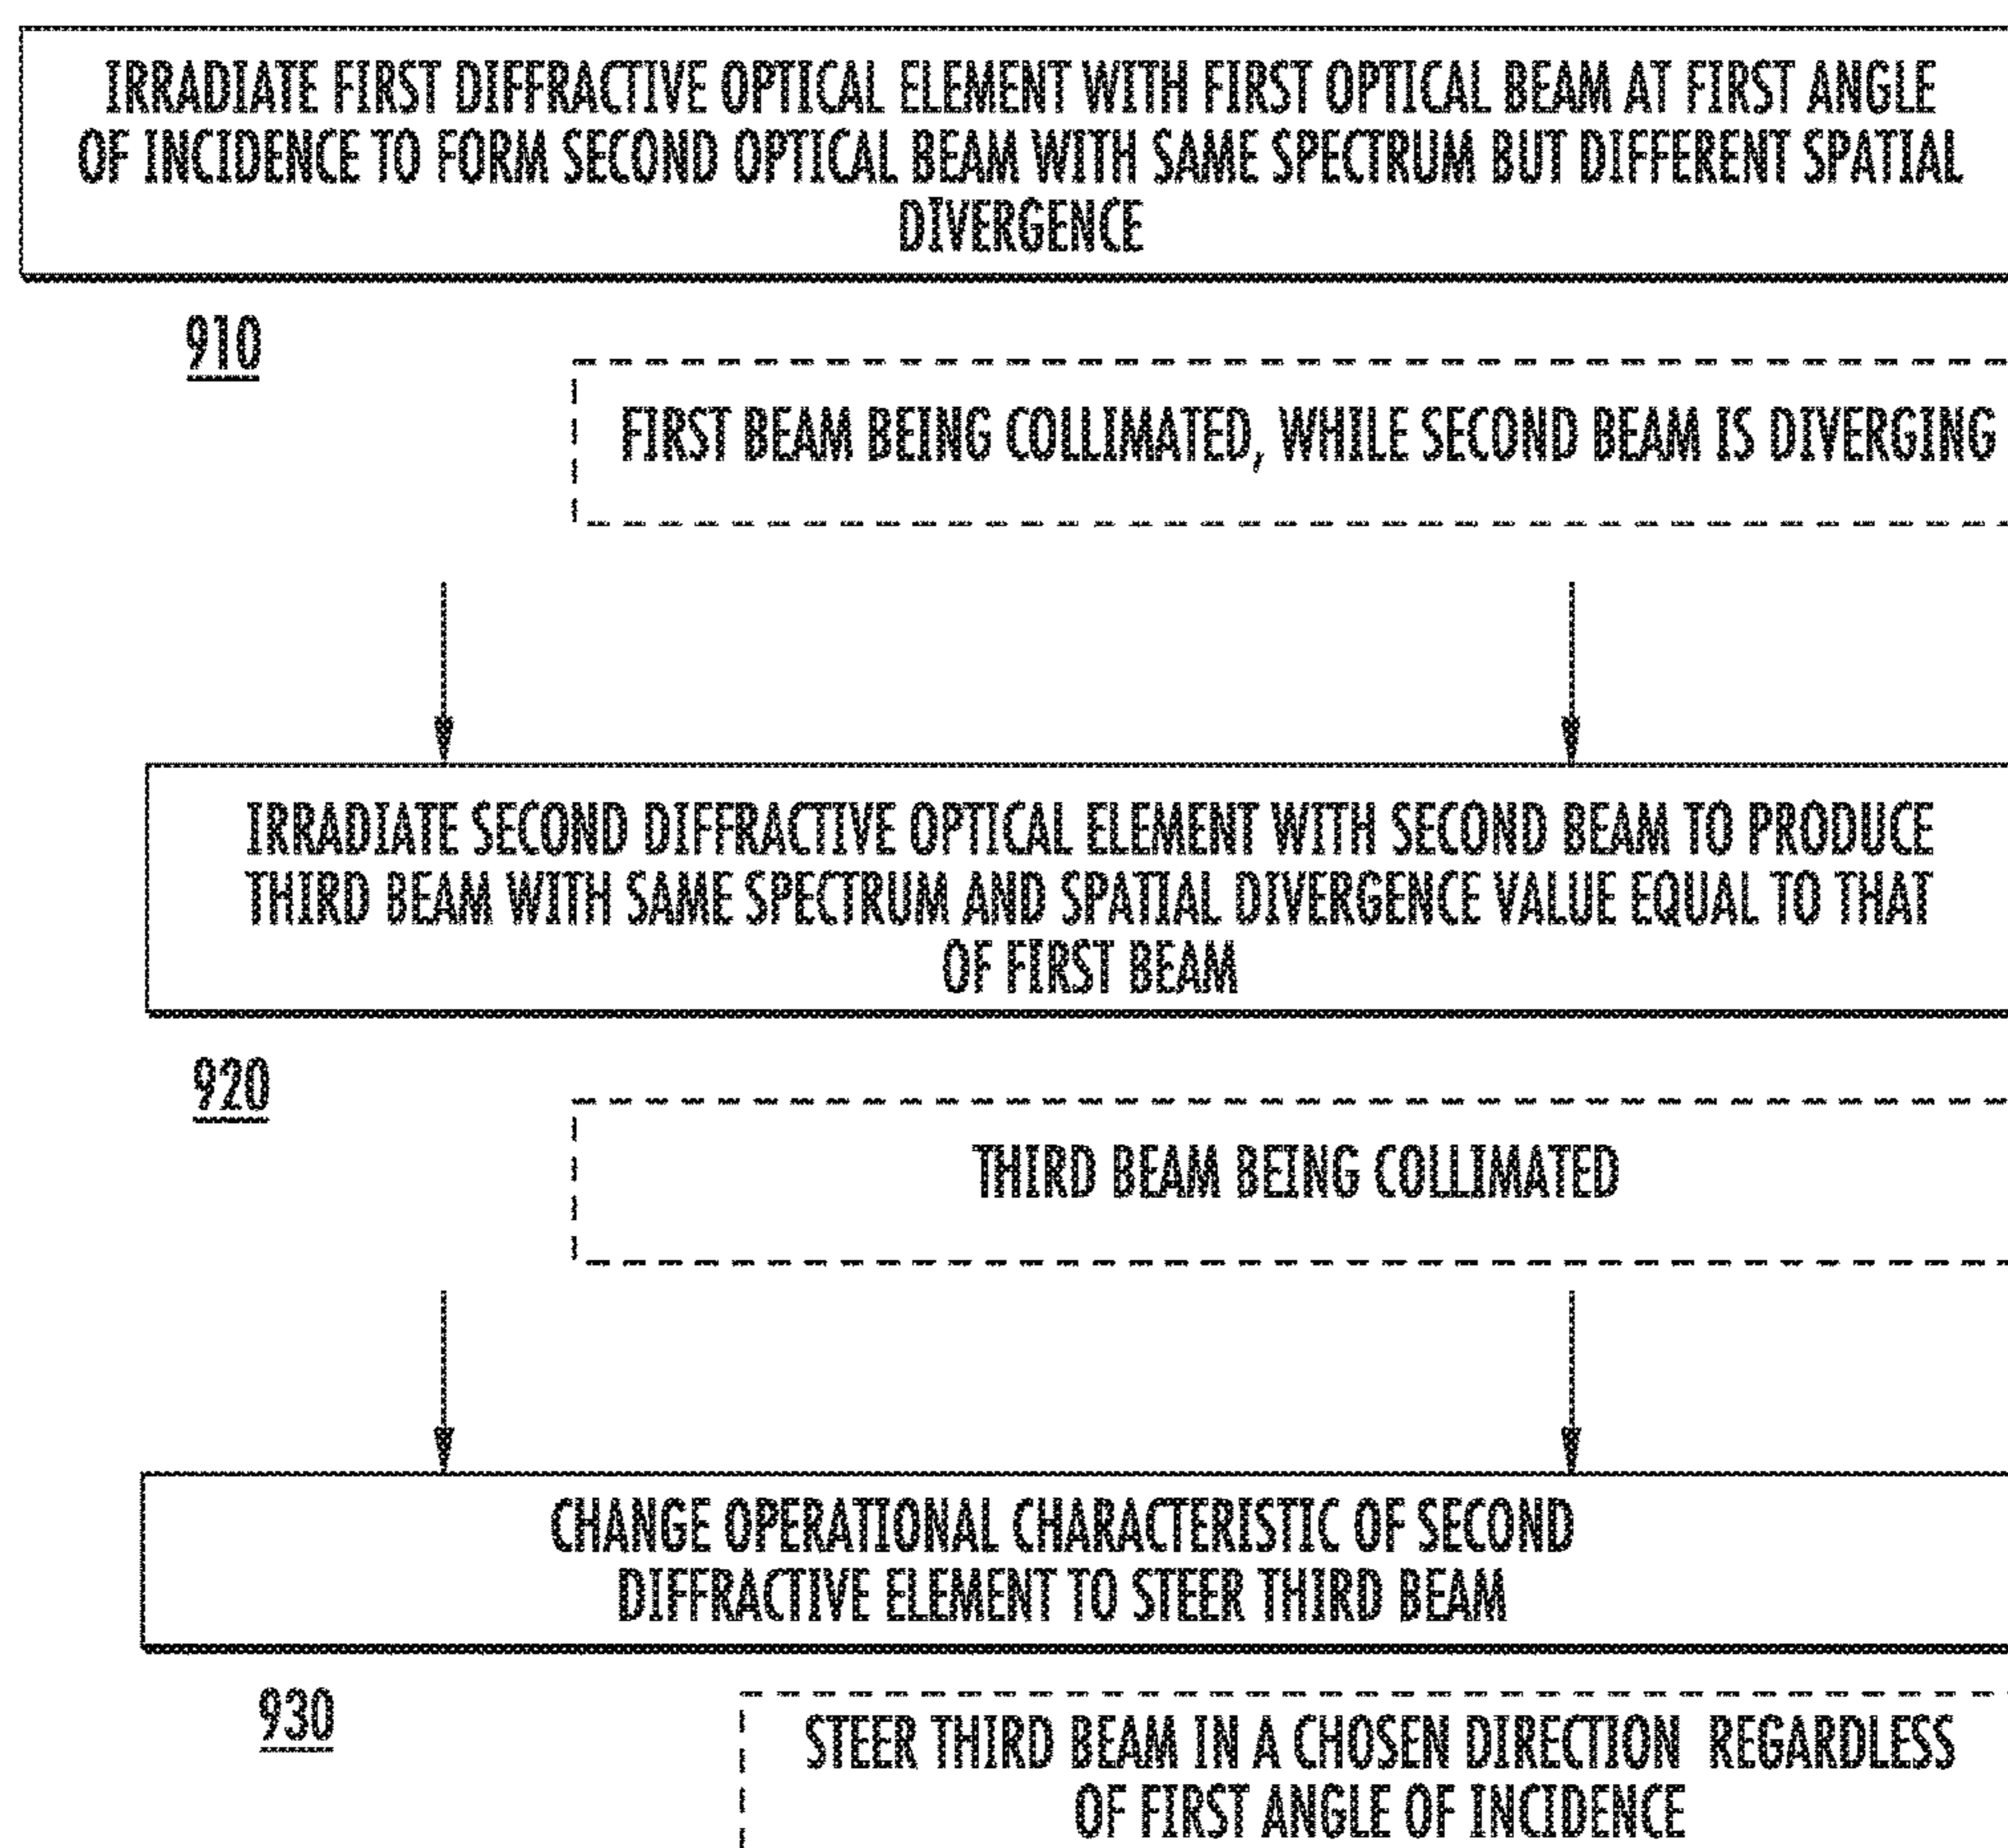 IRRADIATE FIRST DIFFRACTIVE OPTICAL ELEMENT WITH FIRST OPTICAL BEAM AT FIRST ANGLE
OF INCIDENCE TO FORM SECOND OPTICAL BEAM WITH SAME SPECTRUM BUT DIFFERENT SPATIAL
DIVERGENCE
910
FIRST BEAM BEING COLLIMATED, WHILE SECOND BEAM IS DIVERGING
IRRADIATE SECOND DIFFRACTIVE OPTICAL ELEMENT WITH SECOND BEAM TO PRODUCE
THIRD BEAM WITH SAME SPECTRUM AND SPATIAL DIVERGENCE VALUE EQUAL TO THAT
OF FIRST BEAM
920
THIRD BEAM BEING COLLIMATED
CHANGE OPERATIONAL CHARACTERISTIC OF SECOND
DIFFRACTIVE ELEMENT TO STEER THIRD BEAM
930
STEER THIRD BEAM IN A CHOSEN DIRECTION REGARDLESS
OF FIRST ANGLE OF INCIDENCE